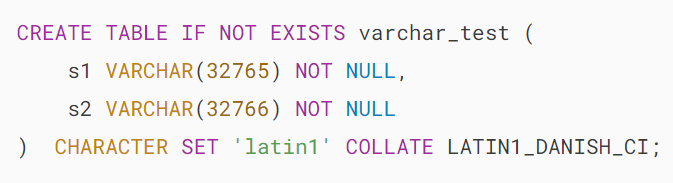 CREATE TABLE IF NOT EXISTS varchar_test (
    s1 VARCHAR(32765) NOT NULL,
    s2 VARCHAR(32766) NOT NULL
)  CHARACTER SET 'latin1' COLLATE LATIN1_DANISH_CI;